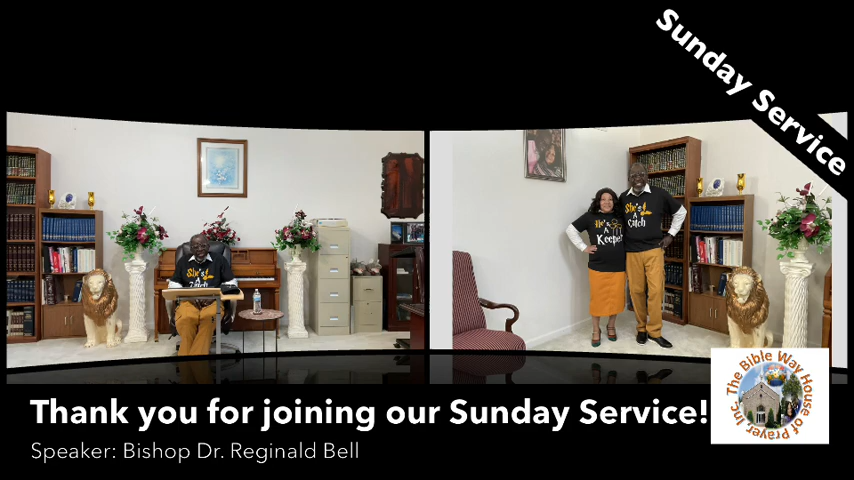 Sunday Service
She's
A
Catch
He's
A
Keeper
She's
A
Catch
Thank you for joining our Sunday Service!
The Bible Way House of Prayer, Inc.
Speaker: Bishop Dr. Reginald Bell